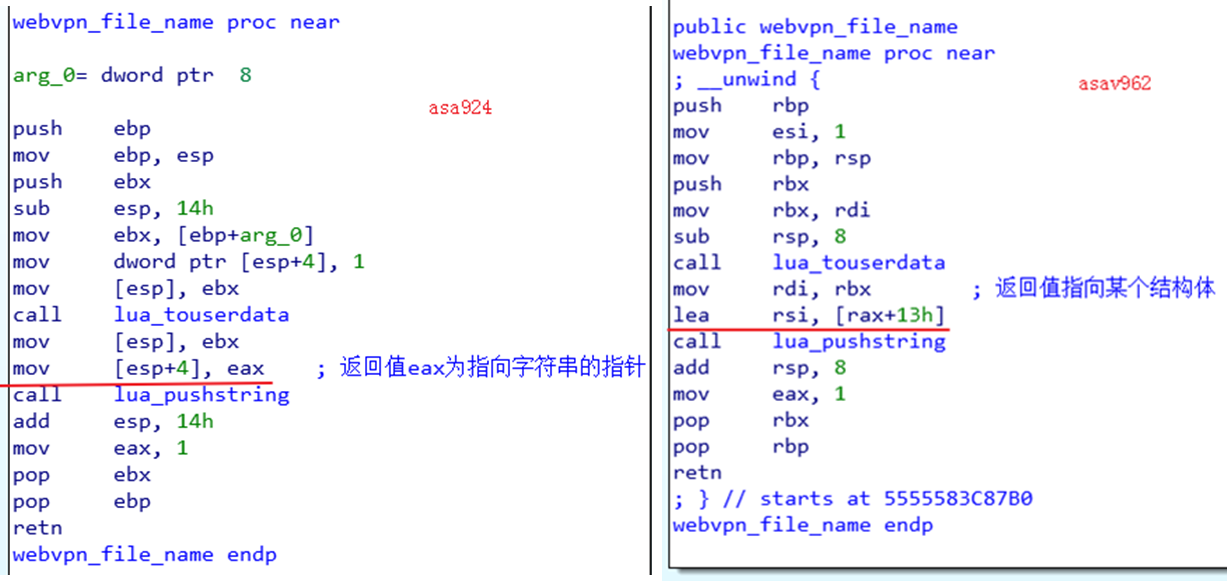 webvpn_file_name proc near
arg_0= dword ptr 8
asa924
push ebp
mov ebp, esp
push ebx
sub esp, 14h
mov ebx, [ebp+arg_0]
mov dword ptr [esp+4], 1
mov [esp], ebx
call lua_touserdata
mov [esp], ebx
mov [esp+4], eax ; 返回值eax为指向字符串的指针
call lua_pushstring
add esp, 14h
mov eax, 1
pop ebx
pop ebp
retn
webvpn_file_name endp
public webvpn_file_name
webvpn_file_name proc near
; __unwind {
asav962
push rbp
mov esi, 1
mov rbp, rsp
push rbx
mov rbx, rdi
sub rsp, 8
call lua_touserdata
mov rdi, rbx ; 返回值指向某个结构体
lea rsi, [rax+13h]
call lua_pushstring
add rsp, 8
mov eax, 1
pop rbx
pop rbp
retn
; } // starts at 5555583C87B0
webvpn_file_name endp